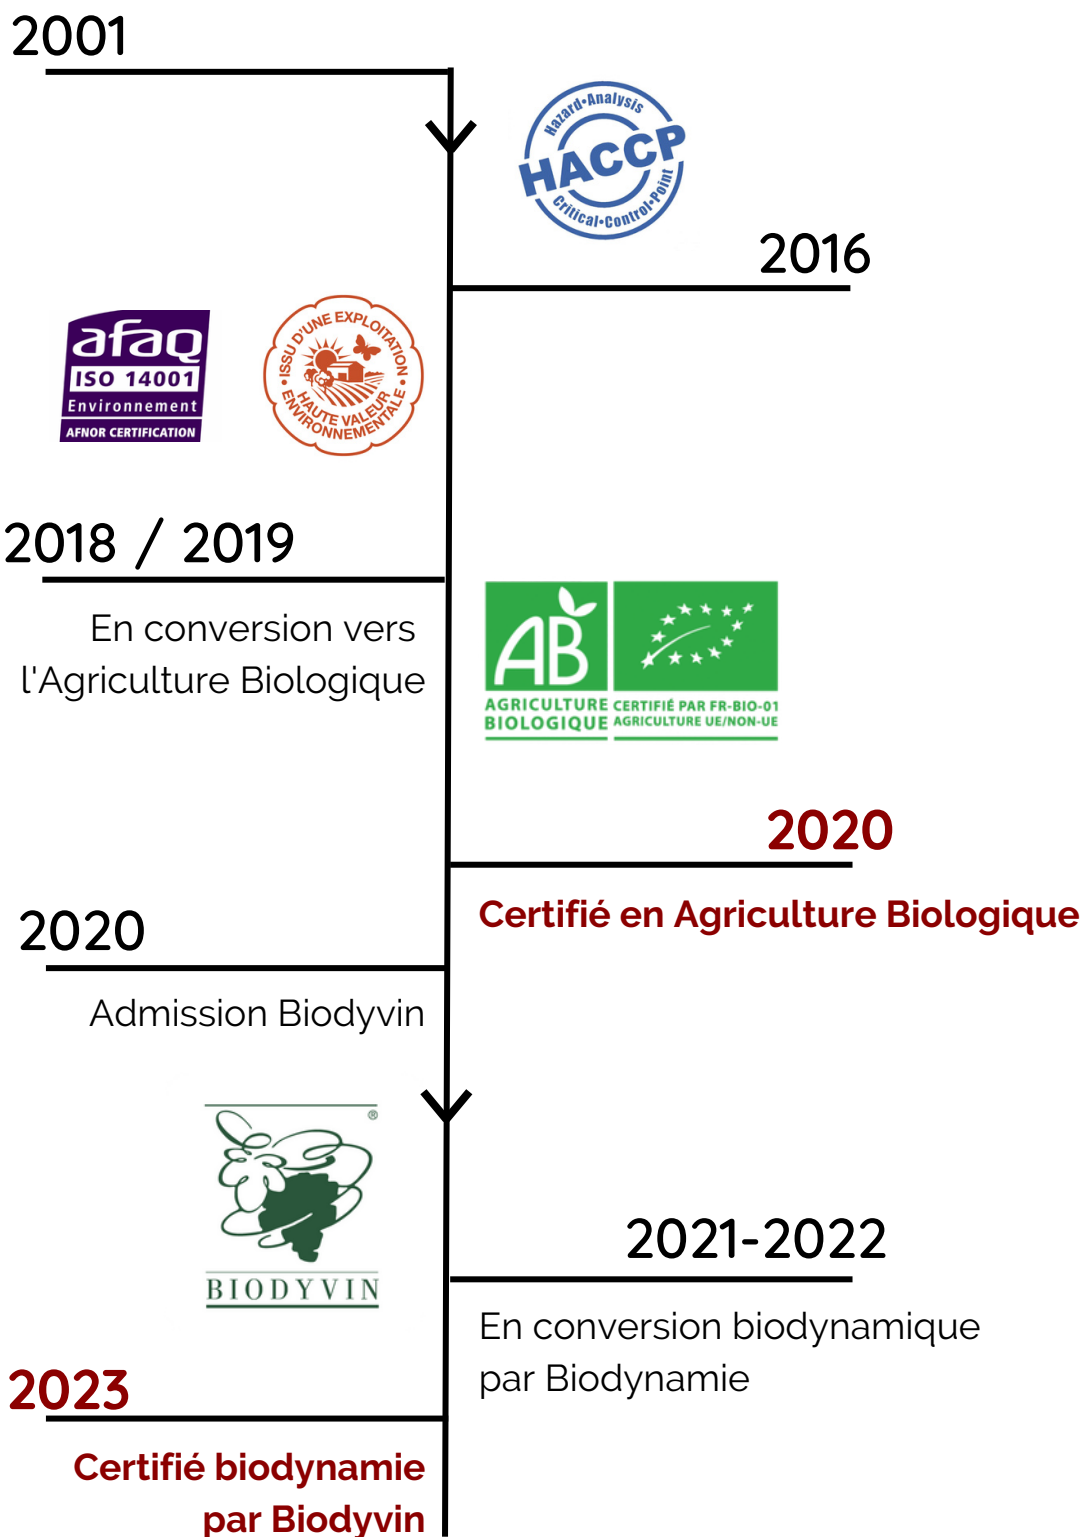 2001
Hazard•Analysis
HACCP
Critical•Control•Point
2016
afaq
ISO 14001
Environnement
AFNOR CERTIFICATION
• ISSU D'UNE EXPLOITATION •
HAUTE VALEUR
ENVIRONNEMENTALE
2018 / 2019
En conversion vers
l'Agriculture Biologique
AB
AGRICULTURE
BIOLOGIQUE
CERTIFIÉ PAR FR-BIO-01
AGRICULTURE UE/NON-UE
2020
Certifié en Agriculture Biologique
2020
Admission Biodyvin
®
BIODYVIN
2021-2022
En conversion biodynamique
par Biodynamie
2023
Certifié biodynamie
par Biodyvin